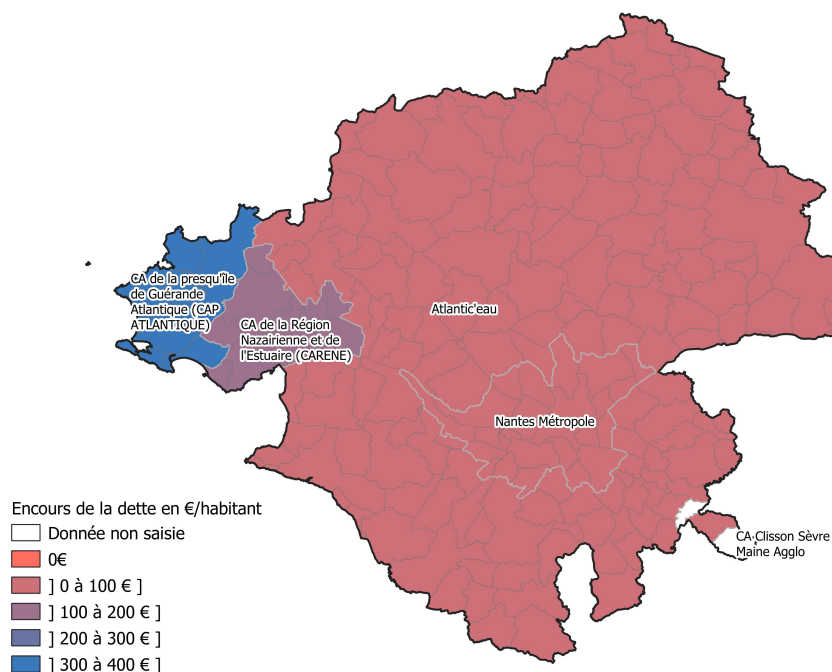 CA de la presqu'île
de Guérande
Atlantique (CAP
ATLANTIQUE)
CA de la Région
Nazairienne et de
l'Estuaire (CARENE)
Atlantic'eau
Nantes Métropole
CA Clisson Sèvre
Maine Agglo
Encours de la dette en €/habitant
Donnée non saisie
0€
] 0 à 100 € ]
] 100 à 200 € ]
] 200 à 300 € ]
] 300 à 400 € ]